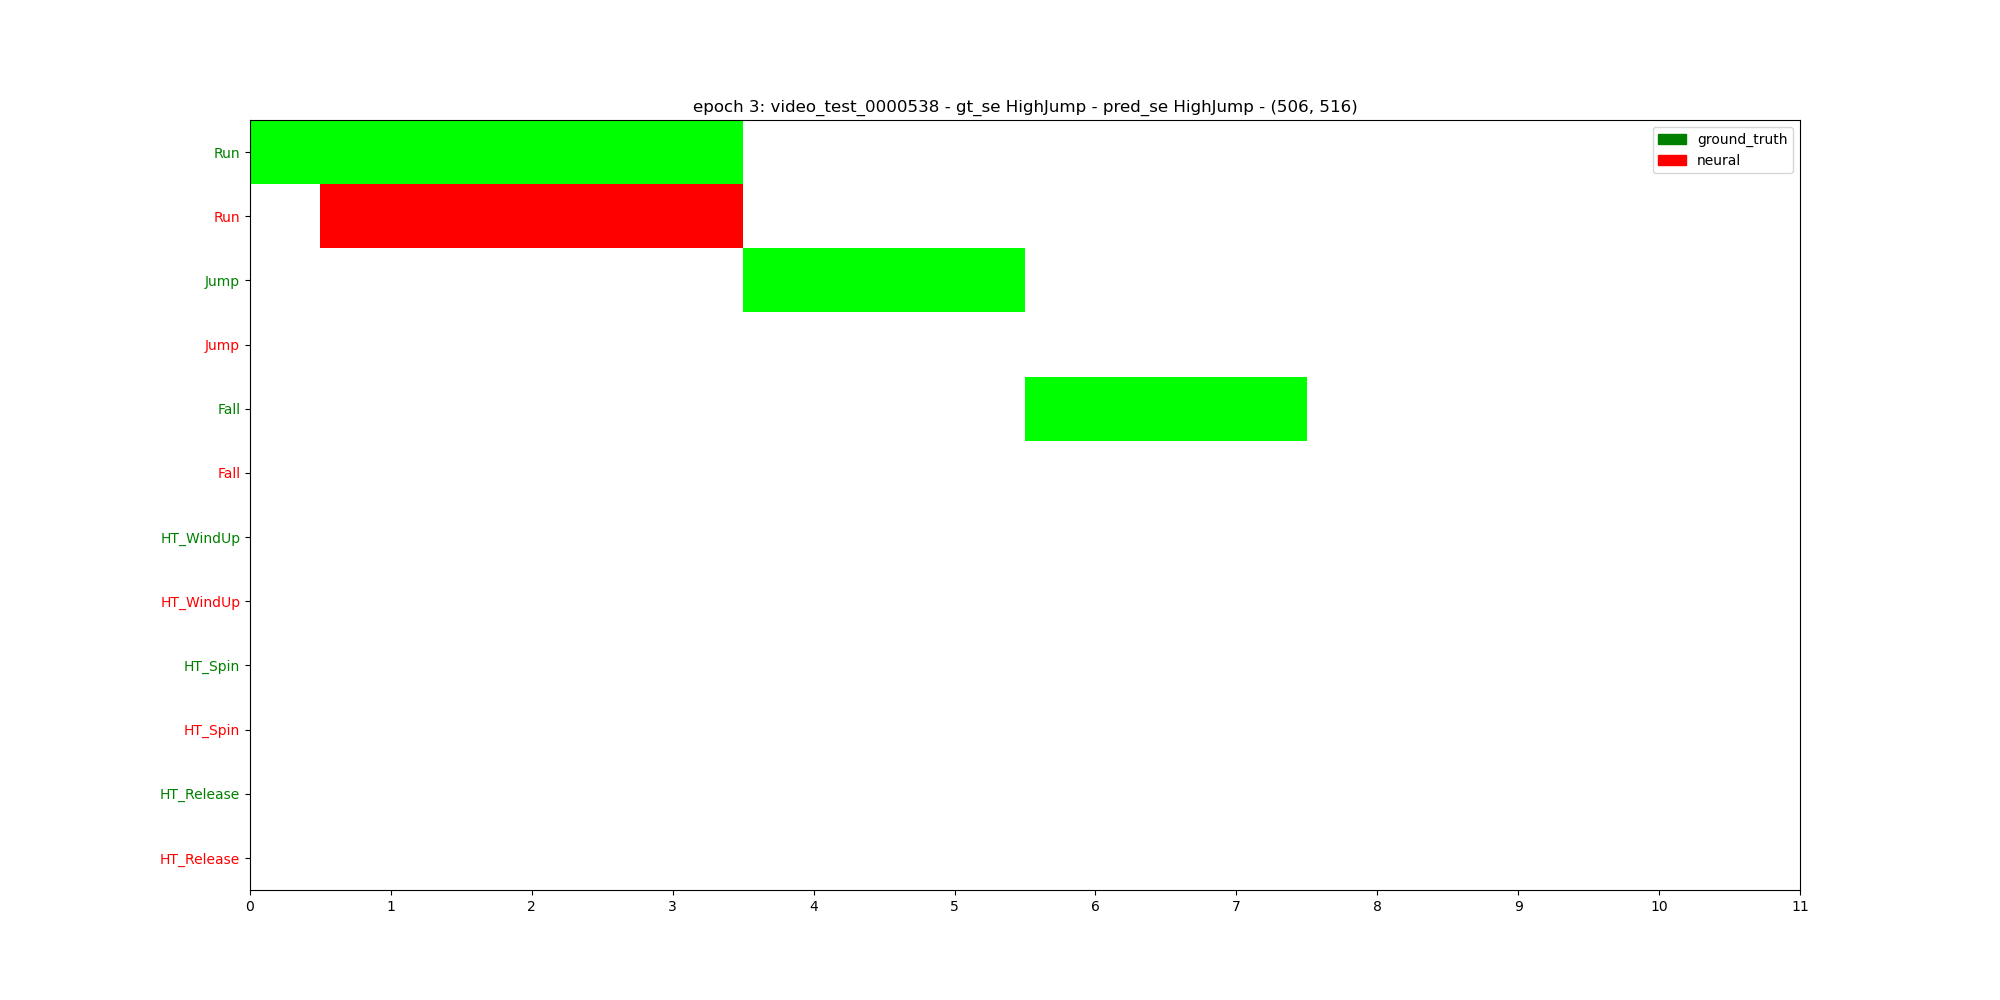 epoch 3: video_test_0000538 - gt_se HighJump - pred_se HighJump - (506, 516)
ground_truth
neural
Run
Run
Jump
Jump
Fall
Fall
HT_WindUp
HT_WindUp
HT_Spin
HT_Spin
HT_Release
HT_Release
0 1 2 3 4 5 6 7 8 9 10 11